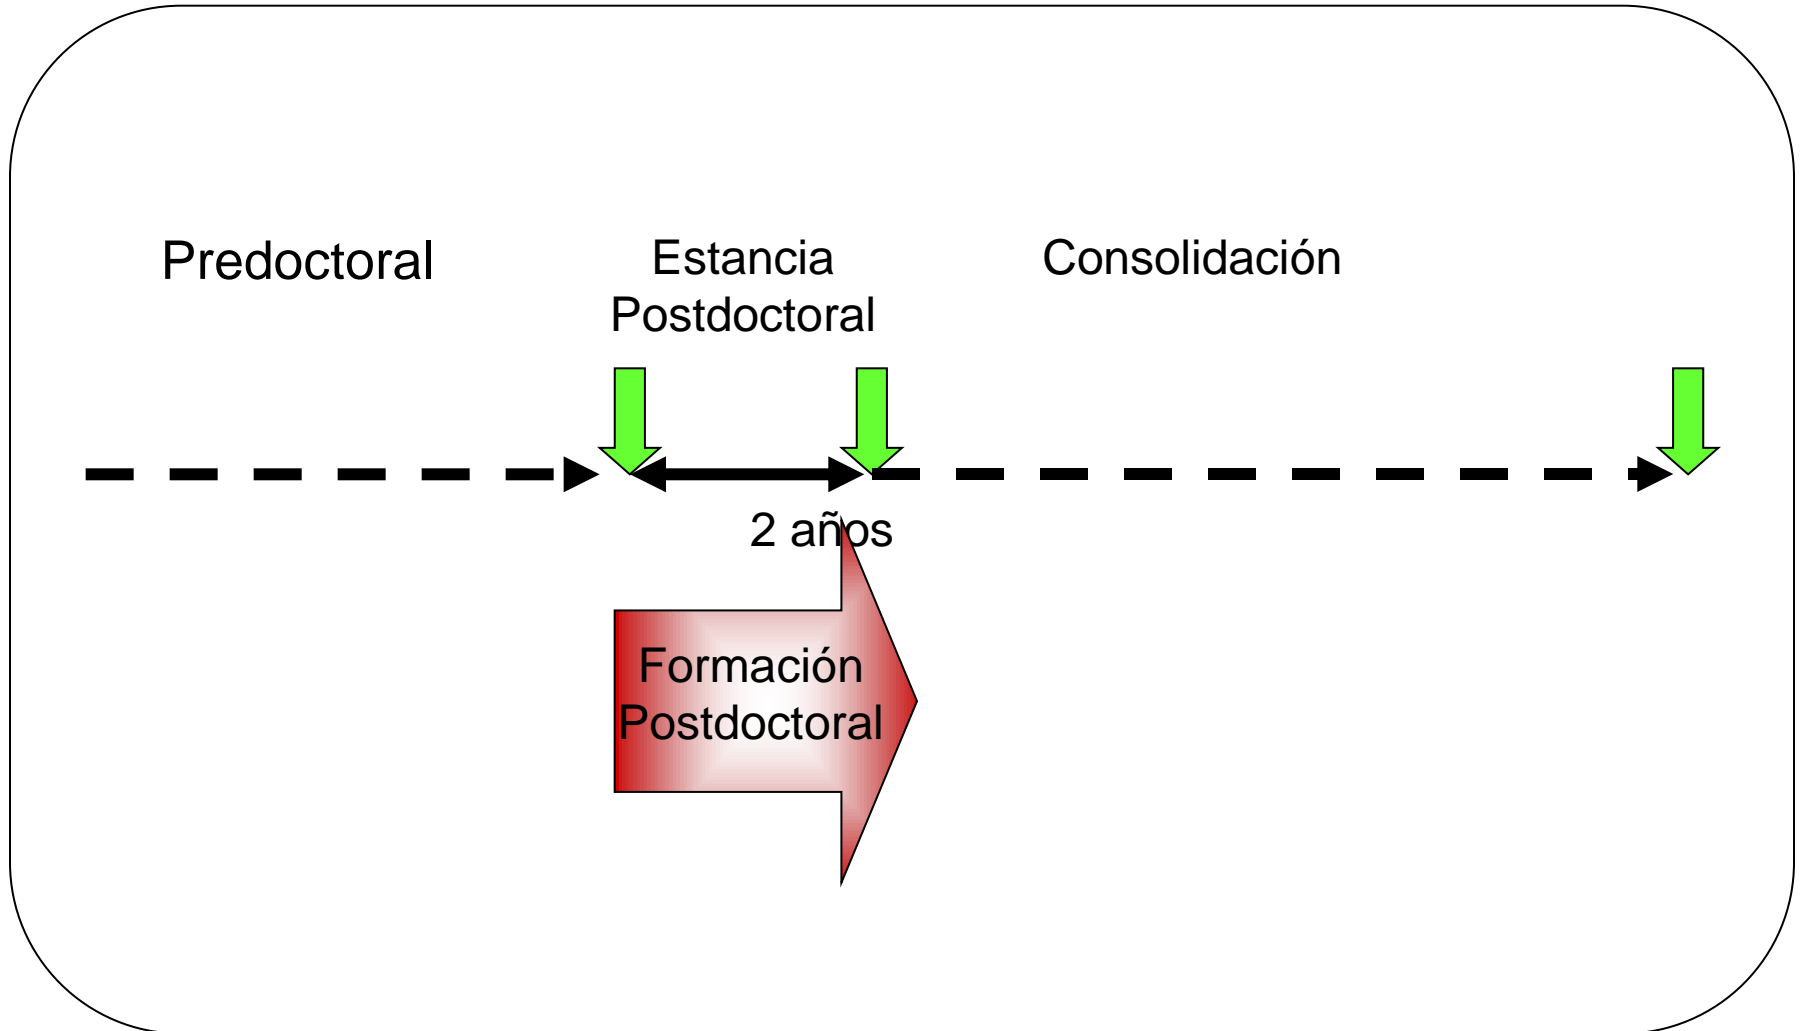 Predoctoral
Estancia
Postdoctoral
Consolidación
2 años
Formación
Postdoctoral